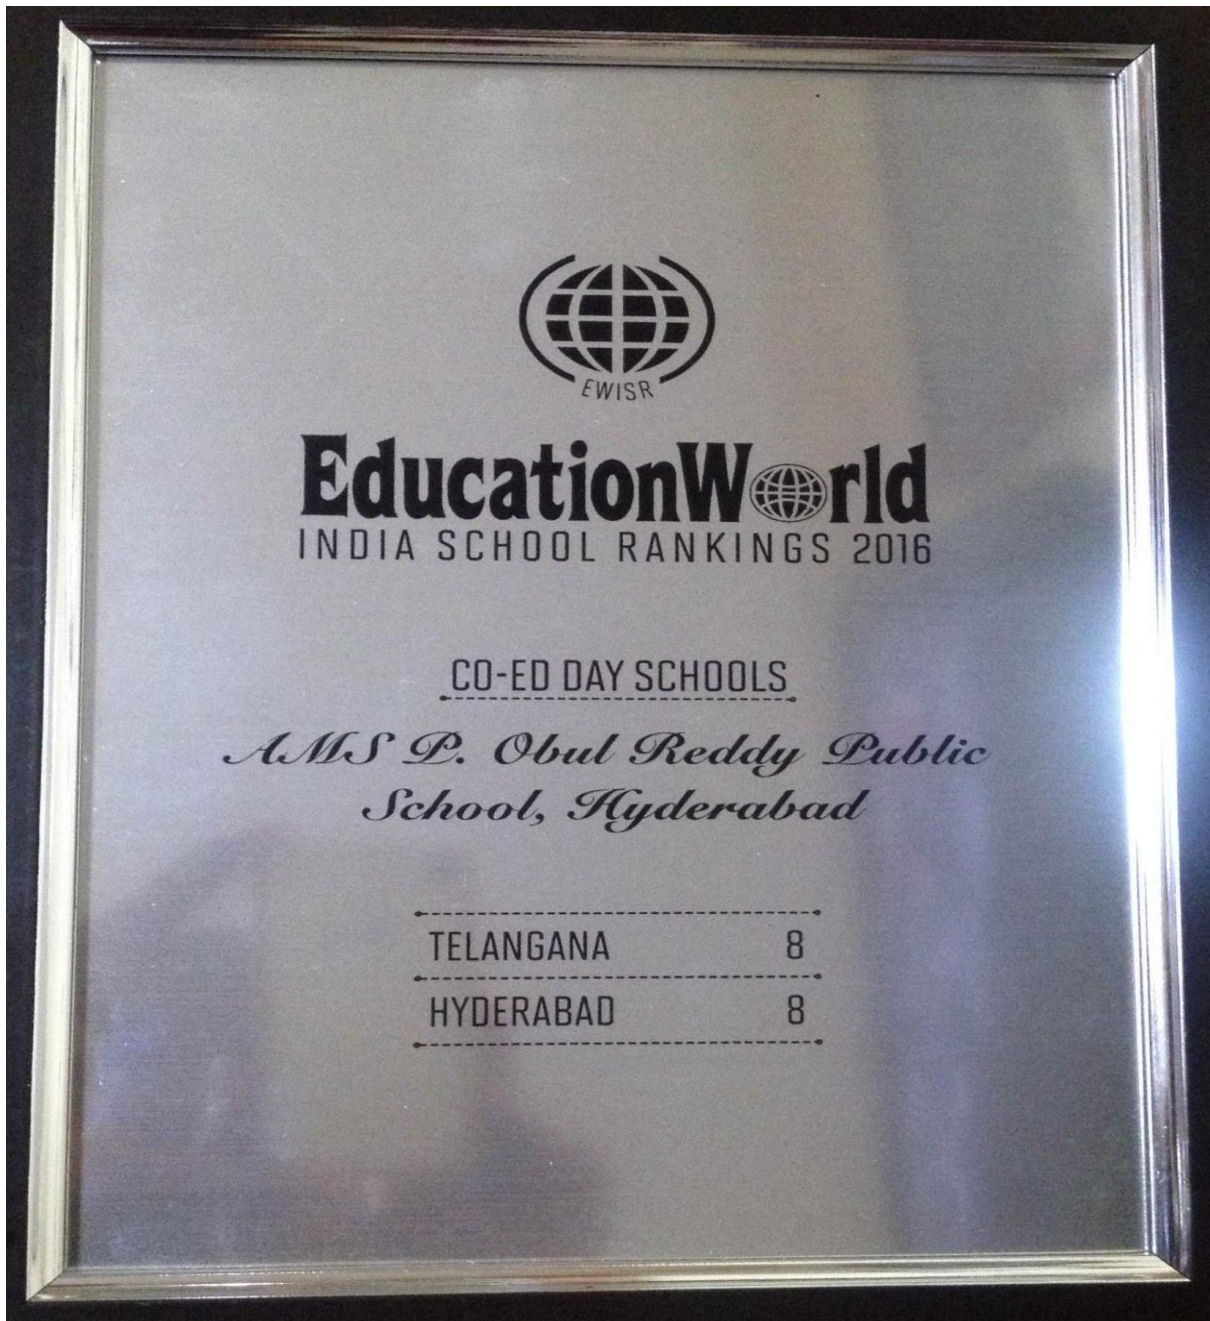 EWISR
EducationWorld
INDIA SCHOOL RANKINGS 2016
CO-ED DAY SCHOOLS
AMS P. Obul Reddy Public
School, Hyderabad
TELANGANA 8
HYDERABAD 8